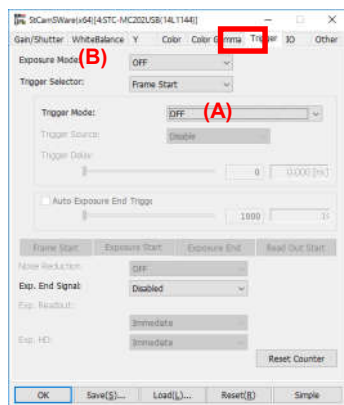 StCamSWare(x64)[4:STC-MC202USB(14L1144)]
Gain/Shutter WhiteBalance Y Color Color Gamma Trigger IO Other
(B)
Exposure Mode: OFF
Trigger Selector: Frame Start
Trigger Mode: OFF (A)
Trigger Source: Disable
Trigger Delay:
0 0.000 [ms]
Auto Exposure End Trigge
1000
Frame Start Exposure Start Exposure End Read Out Start
Noise Reduction: OFF
Exp. End Signal: Disabled
Exp. Readout:
Immediate
Exp. HD: Immediate
Reset Counter
OK Save(S)... Load(L)... Reset(R) Simple